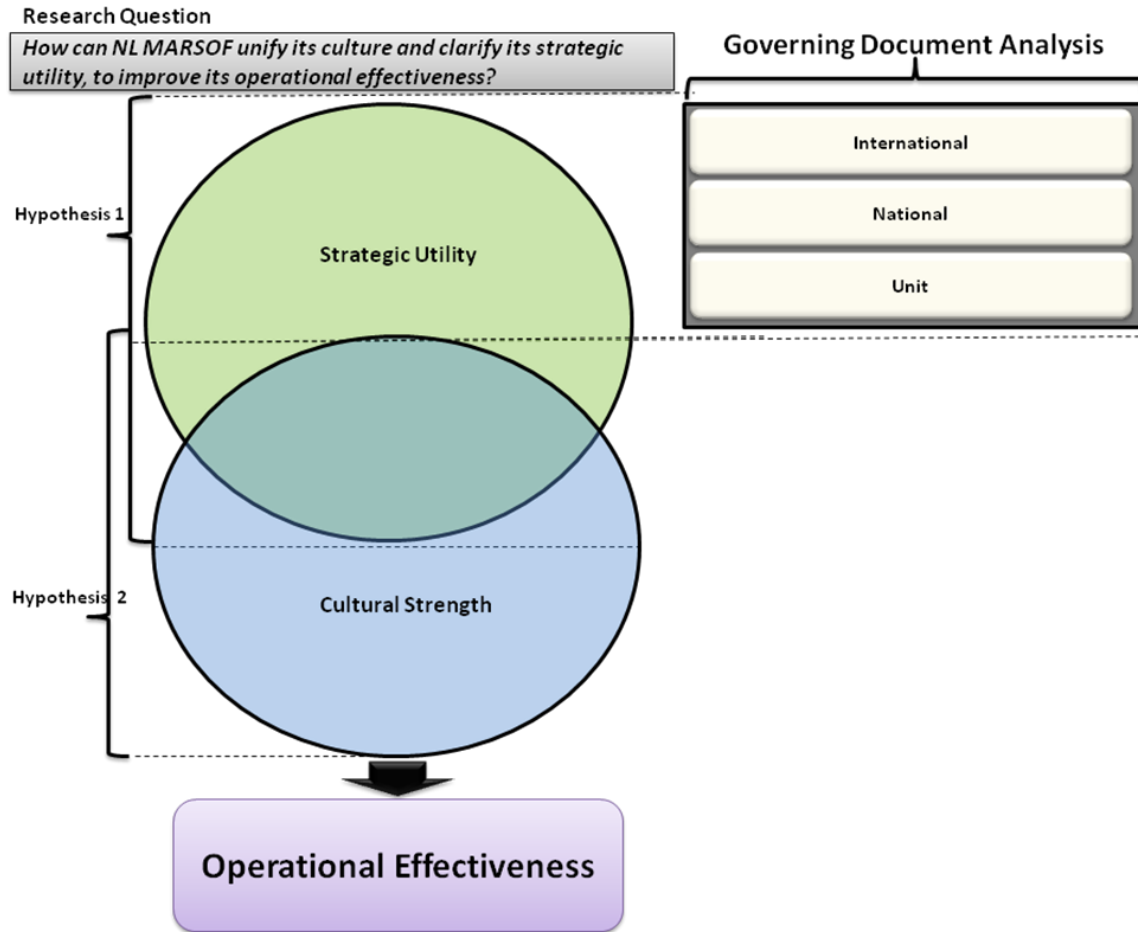 Research Question
How can NL MARSOF unify its culture and clarify its strategic
utility, to improve its operational effectiveness?
Governing Document Analysis
International
National
Unit
Hypothesis 1
Strategic Utility
Hypothesis 2
Cultural Strength
Operational Effectiveness